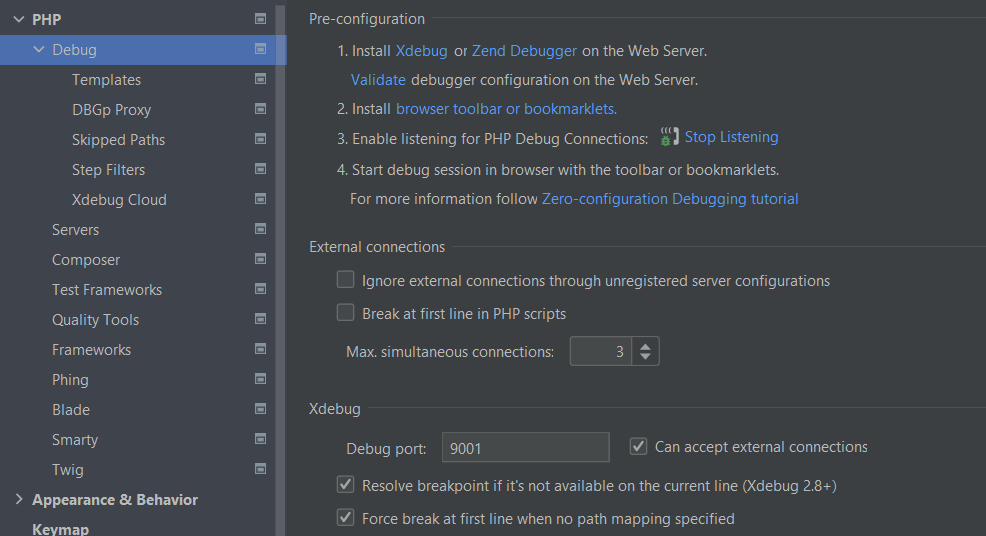 PHP
Debug
Templates
DBGp Proxy
Skipped Paths
Step Filters
Xdebug Cloud
Servers
Composer
Test Frameworks
Quality Tools
Frameworks
Phing
Blade
Smarty
Twig
Appearance & Behavior
Keymap
Pre-configuration
1. Install Xdebug or Zend Debugger on the Web Server.
Validate debugger configuration on the Web Server.
2. Install browser toolbar or bookmarklets.
3. Enable listening for PHP Debug Connections: Stop Listening
4. Start debug session in browser with the toolbar or bookmarklets.
For more information follow Zero-configuration Debugging tutorial
External connections
Ignore external connections through unregistered server configurations
Break at first line in PHP scripts
Max. simultaneous connections: 3
Xdebug
Debug port: 9001 Can accept external connections
Resolve breakpoint if it's not available on the current line (Xdebug 2.8+)
Force break at first line when no path mapping specified